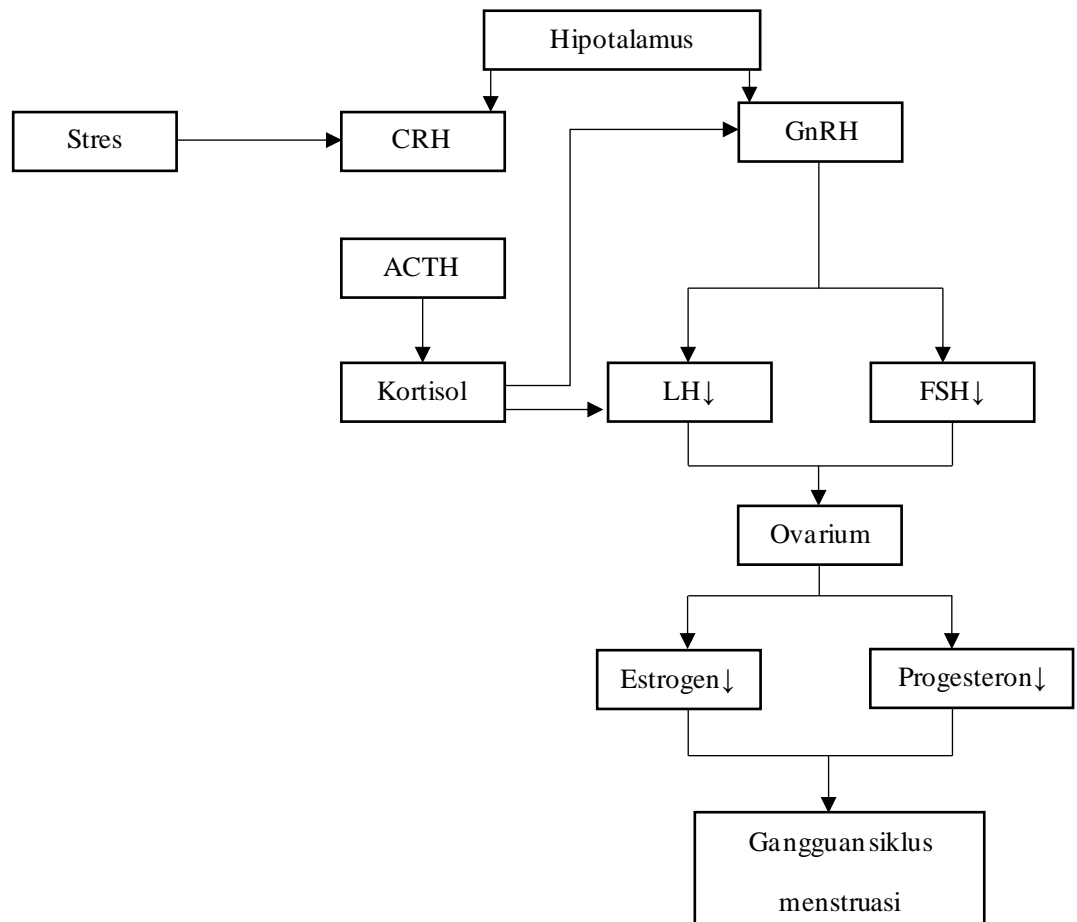 Hipotalamus
Stres
CRH
GnRH
ACTH
Kortisol
LH↓
FSH↓
Ovarium
Estrogen↓
Progesteron↓
Gangguan siklus
menstruasi